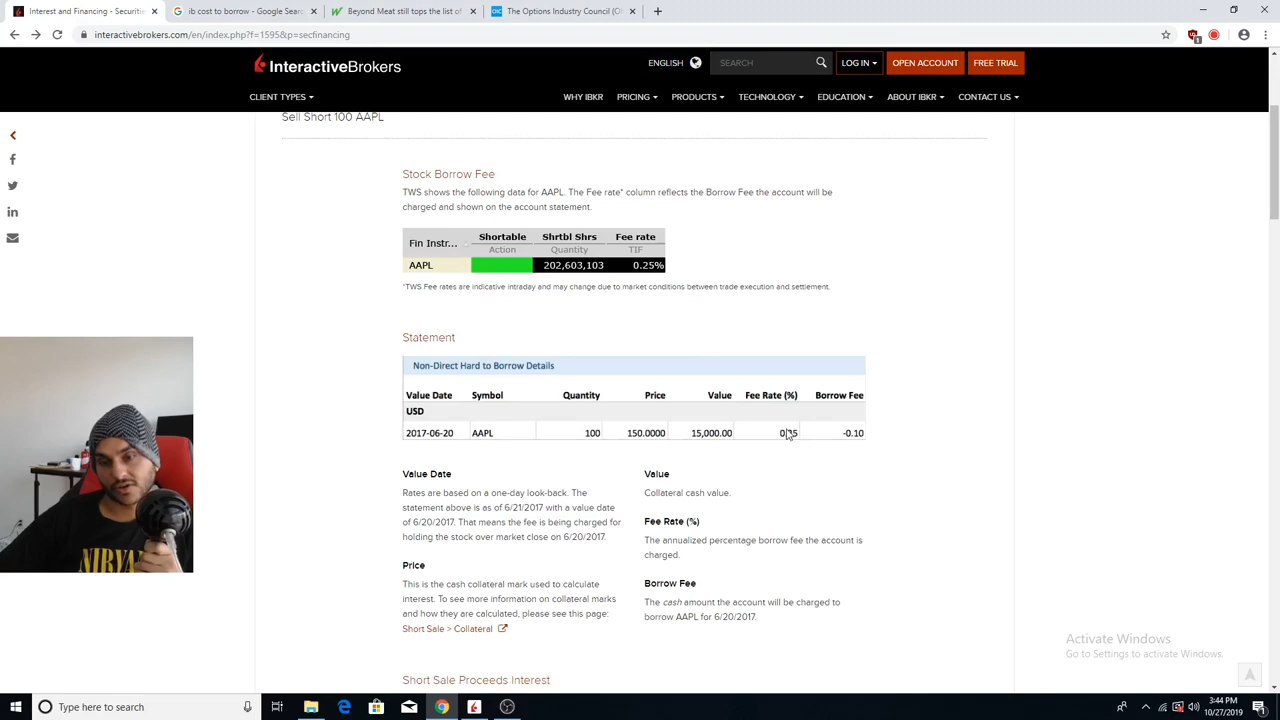 Interest and Financing - Securiti
ib cost to borrow - Google Searc
Beyond Meat still tops the list of
The Options Industry Council (O
interactivebrokers.com/en/index.php?f=1595&p=secfinancing
InteractiveBrokers
ENGLISH
SEARCH
LOG IN
OPEN ACCOUNT
FREE TRIAL
CLIENT TYPES
WHY IBKR
PRICING
PRODUCTS
TECHNOLOGY
EDUCATION
ABOUT IBKR
CONTACT US
Sell Short 100 AAPL
Stock Borrow Fee
TWS shows the following data for AAPL. The Fee rate* column reflects the Borrow Fee the account will be
charged and shown on the account statement.
Fin Instr... Shortable Shrtbl Shrs Fee rate
Action Quantity TIF
AAPL 202,603,103 0.25%
*TWS Fee rates are indicative intraday and may change due to market conditions between trade execution and settlement.
Statement
Non-Direct Hard to Borrow Details
Value Date Symbol Quantity Price Value Fee Rate (%) Borrow Fee
USD
2017-06-20 AAPL 100 150.0000 15,000.00 -0.10
Value Date
Rates are based on a one-day look-back. The
statement above is as of 6/21/2017 with a value date
of 6/20/2017. That means the fee is being charged for
holding the stock over market close on 6/20/2017.
Price
This is the cash collateral mark used to calculate
interest. To see more information on collateral marks
and how they are calculated, please see this page:
Short Sale > Collateral
Value
Collateral cash value.
Fee Rate (%)
The annualized percentage borrow fee the account is
charged.
Borrow Fee
The cash amount the account will be charged to
borrow AAPL for 6/20/2017.
Short Sale Proceeds Interest
NIRVANA
Activate Windows
Go to Settings to activate Windows.
Type here to search
3:44 PM
10/27/2019